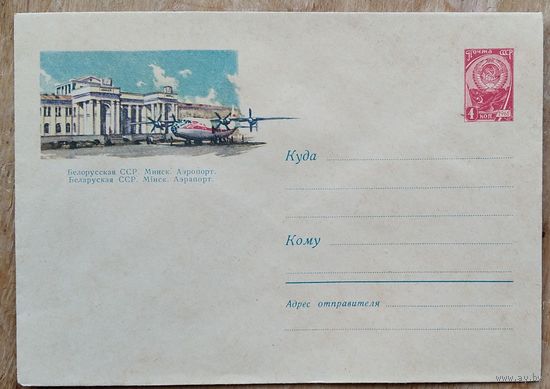 Почта СССР
4 коп
Белорусская ССР. Минск. Аэропорт.
Беларуская ССР. Мінск. Аэрапорт.
Куда
Кому
Адрес отправителя